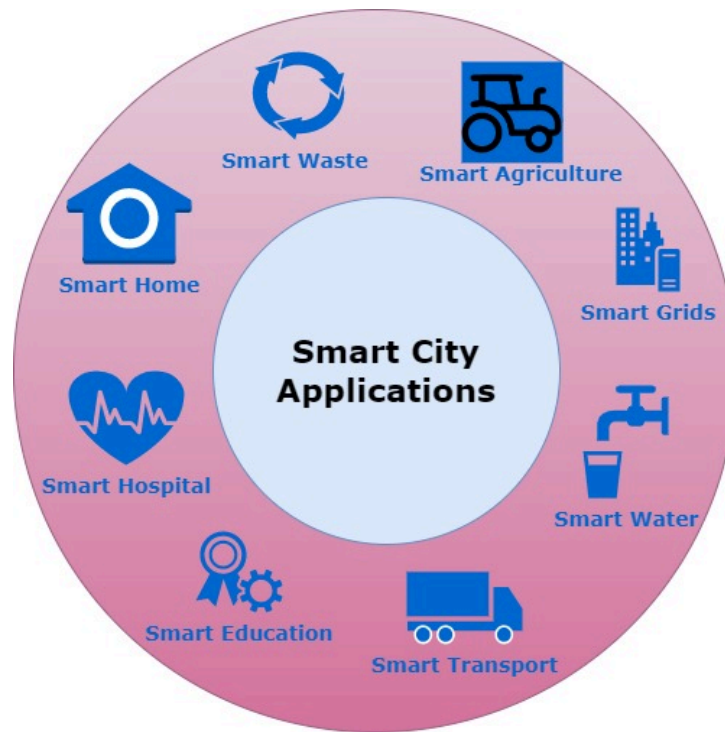 Smart Waste
Smart Agriculture
Smart Home
Smart Grids
Smart City
Applications
Smart Hospital
Smart Water
Smart Education
Smart Transport